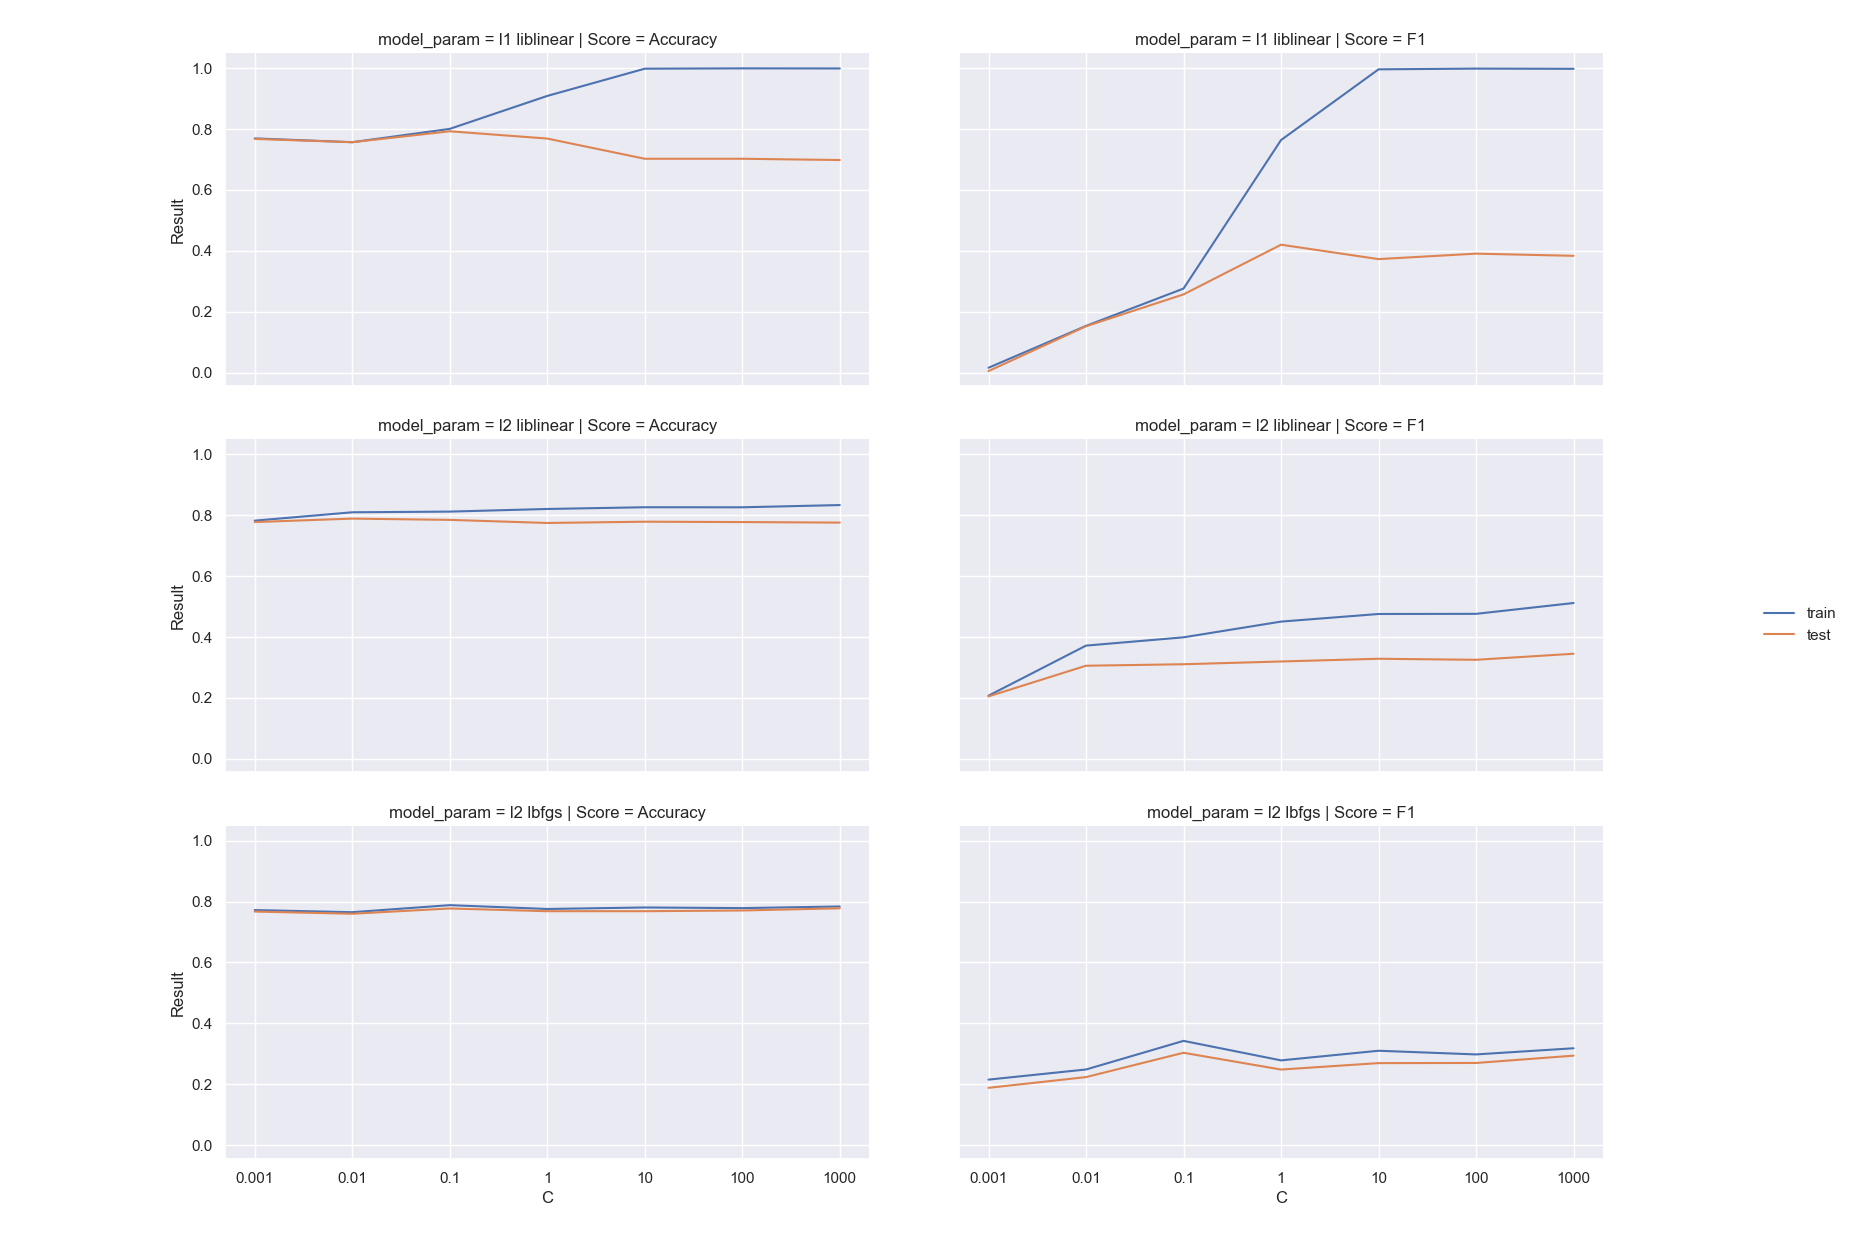 model_param = l1 liblinear | Score = Accuracy
model_param = l1 liblinear | Score = F1
1.0
0.8
0.6
0.4
0.2
0.0
Result
model_param = l2 liblinear | Score = Accuracy
model_param = l2 liblinear | Score = F1
1.0
0.8
0.6
0.4
0.2
0.0
Result
train
test
model_param = l2 lbfgs | Score = Accuracy
model_param = l2 lbfgs | Score = F1
1.0
0.8
0.6
0.4
0.2
0.0
Result
0.001 0.01 0.1 1 10 100 1000
C
0.001 0.01 0.1 1 10 100 1000
C